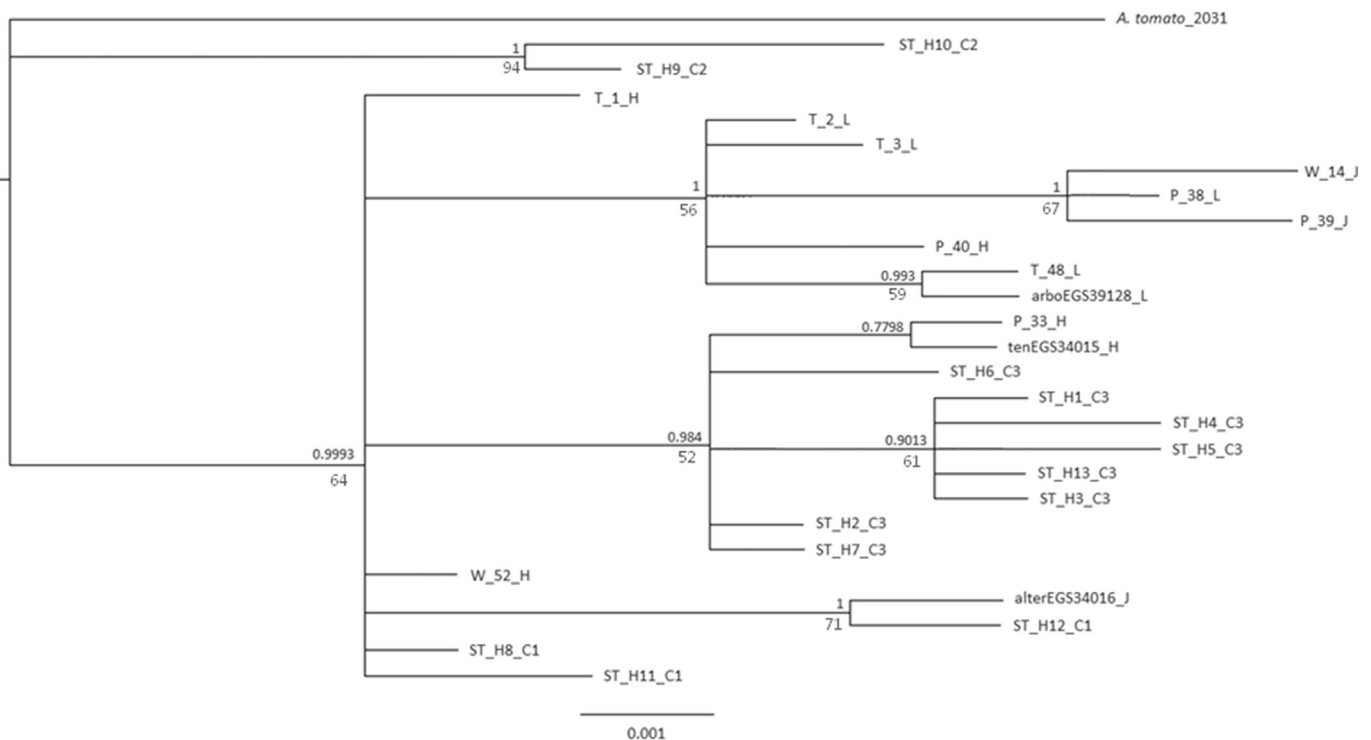 A. tomato_2031
1
ST_H10_C2
94
ST_H9_C2
T_1_H
T_2_L
T_3_L
W_14_J
1
1
P_38_L
56
67
P_39_J
P_40_H
T_48_L
0.993
59
arboEGS39128_L
P_33_H
0.7798
tenEGS34015_H
ST_H6_C3
ST_H1_C3
ST_H4_C3
0.984
0.9013
ST_H5_C3
0.9993
52
61
ST_H13_C3
64
ST_H3_C3
ST_H2_C3
ST_H7_C3
W_52_H
alterEGS34016_J
1
71
ST_H12_C1
ST_H8_C1
ST_H11_C1
0.001